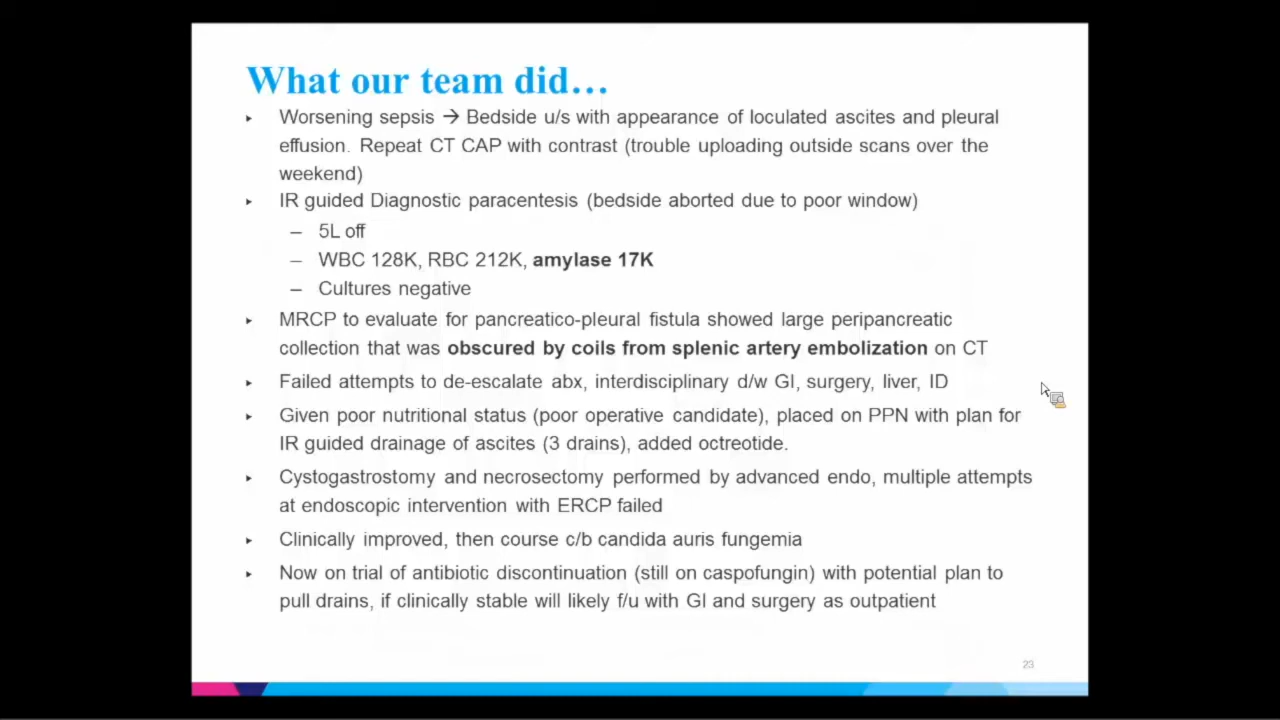 What our team did…
Worsening sepsis → Bedside u/s with appearance of loculated ascites and pleural
effusion. Repeat CT CAP with contrast (trouble uploading outside scans over the
weekend)
IR guided Diagnostic paracentesis (bedside aborted due to poor window)
– 5L off
– WBC 128K, RBC 212K, amylase 17K
– Cultures negative
MRCP to evaluate for pancreatico-pleural fistula showed large peripancreatic
collection that was obscured by coils from splenic artery embolization on CT
Failed attempts to de-escalate abx, interdisciplinary d/w GI, surgery, liver, ID
Given poor nutritional status (poor operative candidate), placed on PPN with plan for
IR guided drainage of ascites (3 drains), added octreotide.
Cystogastrostomy and necrosectomy performed by advanced endo, multiple attempts
at endoscopic intervention with ERCP failed
Clinically improved, then course c/b candida auris fungemia
Now on trial of antibiotic discontinuation (still on caspofungin) with potential plan to
pull drains, if clinically stable will likely f/u with GI and surgery as outpatient
23